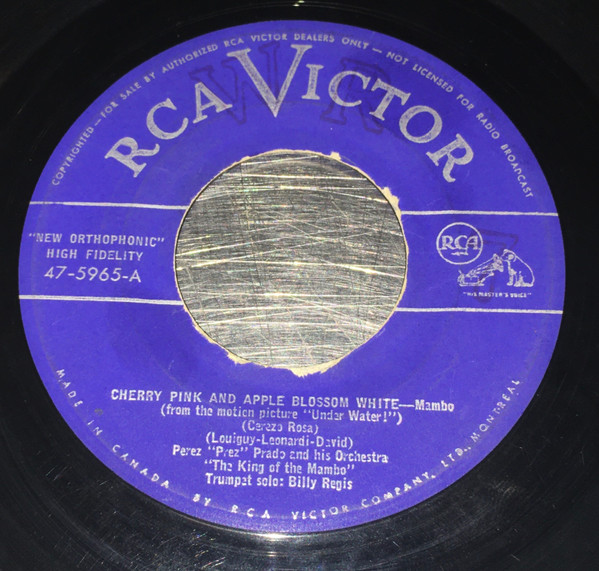 COPYRIGHTED—FOR SALE BY AUTHORIZED RCA VICTOR DEALERS ONLY — NOT LICENSED FOR RADIO BROADCAST
RCA VICTOR
"NEW ORTHOPHONIC"
HIGH FIDELITY
47-5965-A
RCA
"HIS MASTER'S VOICE"
CHERRY PINK AND APPLE BLOSSOM WHITE—Mambo
(from the motion picture "Under Water!")
(Cerezo Rosa)
(Louiguy-Leonardi-David)
Perez "Prez" Prado and his Orchestra
"The King of the Mambo"
Trumpet solo: Billy Regis
MADE IN CANADA BY RCA VICTOR COMPANY, LTD., MONTREAL